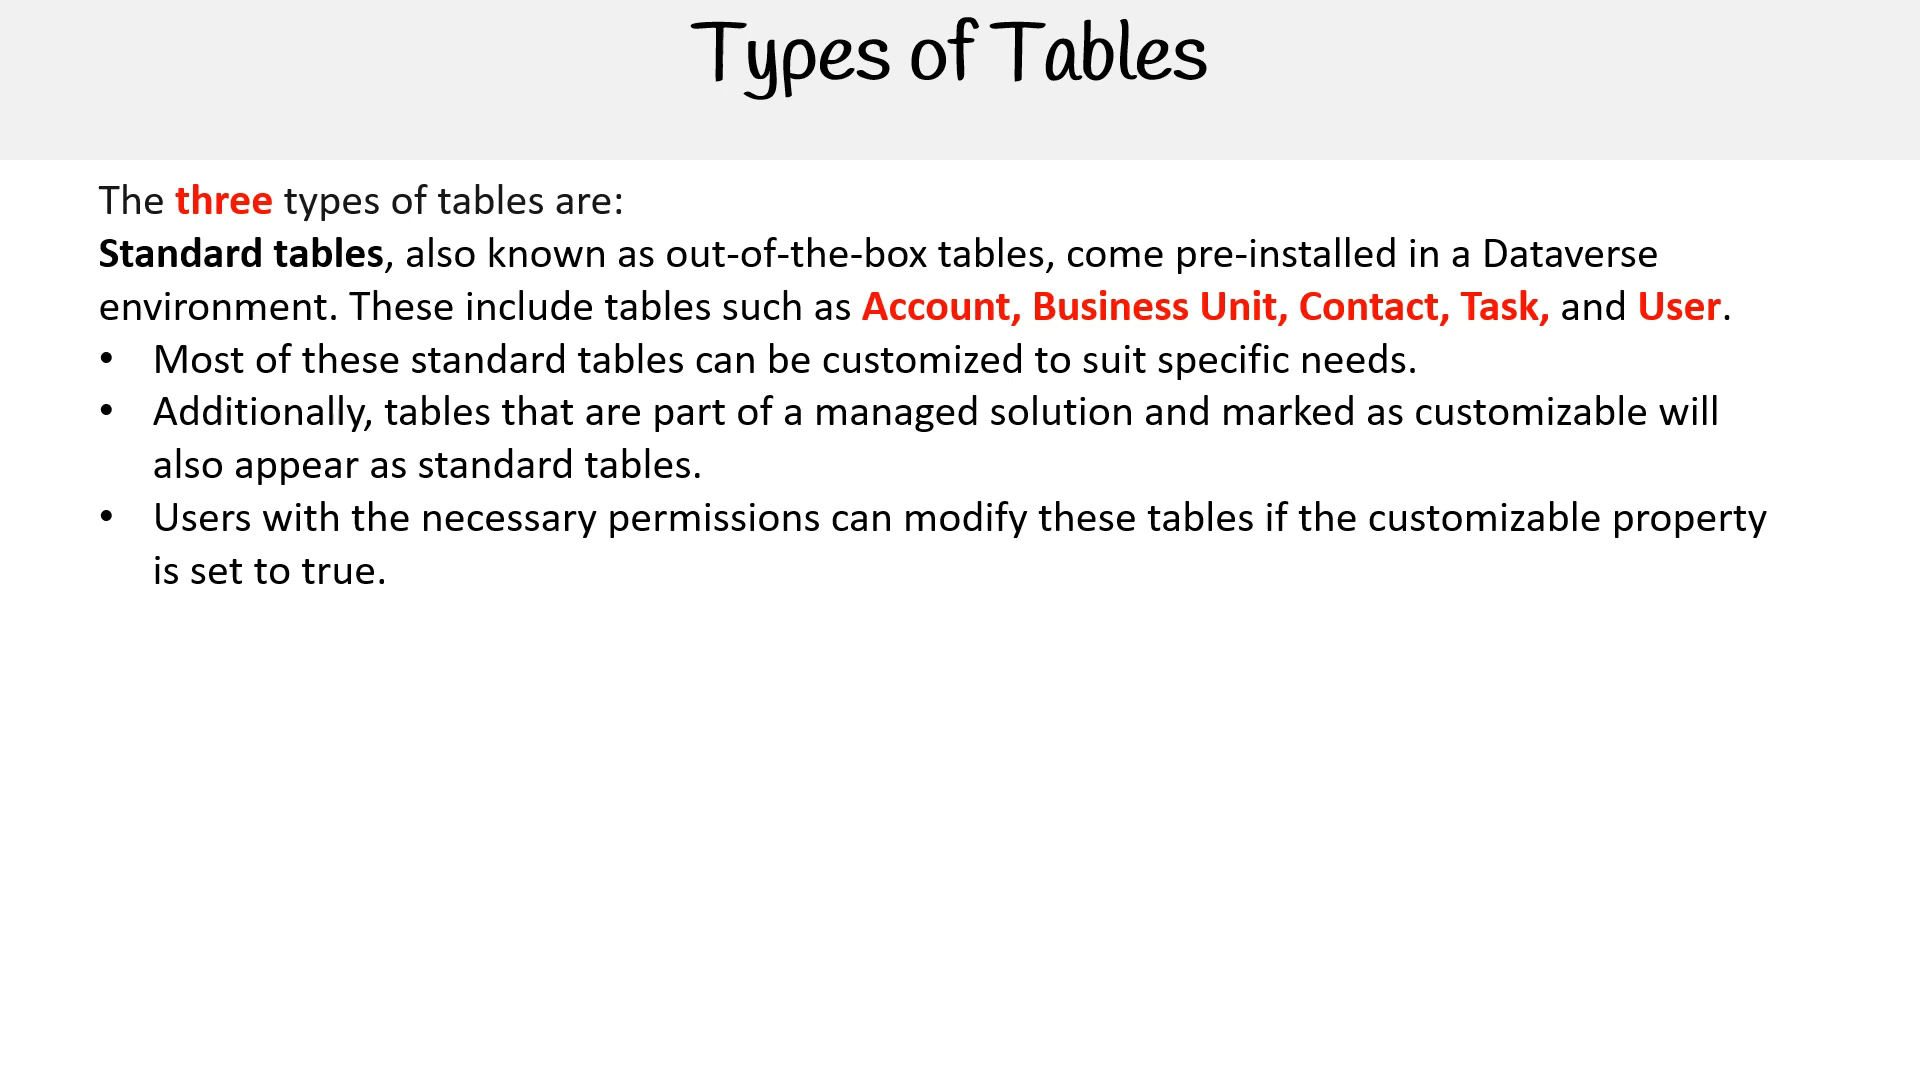 Types of Tables
The three types of tables are:
Standard tables, also known as out-of-the-box tables, come pre-installed in a Dataverse
environment. These include tables such as Account, Business Unit, Contact, Task, and User.
• Most of these standard tables can be customized to suit specific needs.
• Additionally, tables that are part of a managed solution and marked as customizable will
also appear as standard tables.
• Users with the necessary permissions can modify these tables if the customizable property
is set to true.